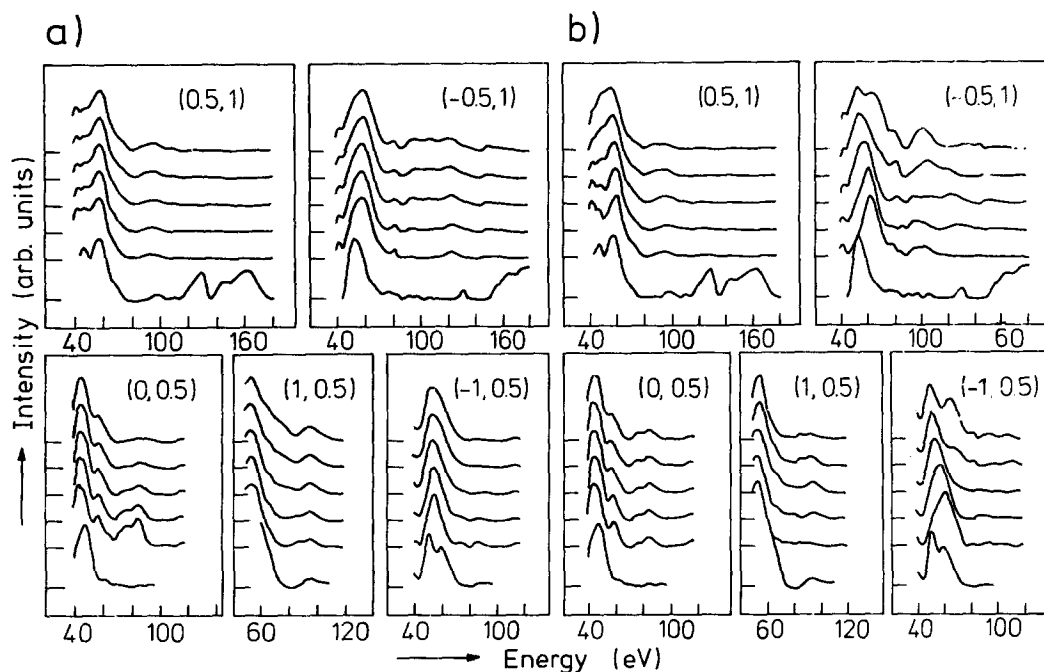 a) b)
(0.5,1) (-0.5,1) (0.5,1) (-0.5,1)
40 100 160 40 100 160 40 100 160 40 100 60
(0,0.5) (1,0.5) (-1,0.5) (0,0.5) (1,0.5) (-1,0.5)
40 100 60 120 40 100 40 100 60 120 40 100
Intensity (arb. units)
Energy (eV)